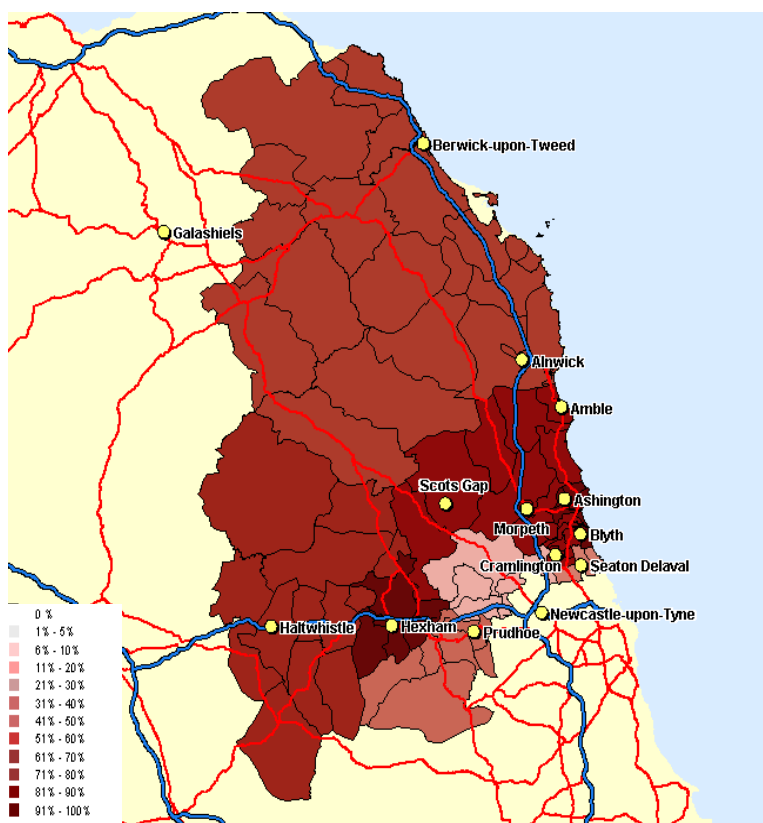 Berwick-upon-Tweed
Galashiels
Alnwick
Amble
Scots Gap
Ashington
Morpeth
Blyth
Cramlington
Seaton Delaval
Newcastle-upon-Tyne
Haltwhistle
Hexham
Prudhoe
0 %
1% - 5%
6% - 10%
11% - 20%
21% - 30%
31% - 40%
41% - 50%
51% - 60%
61% - 70%
71% - 80%
81% - 90%
91% - 100%